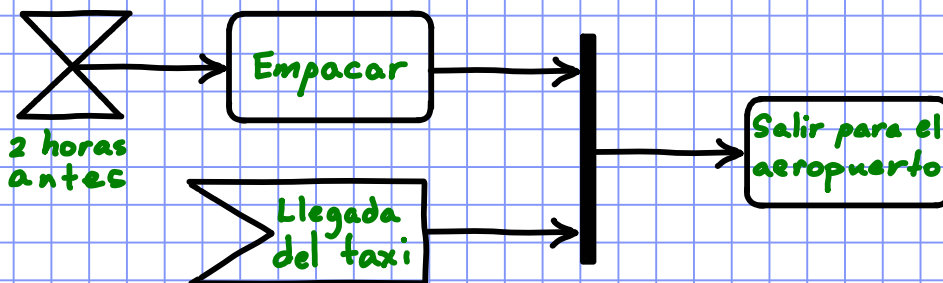 Empacar
2 horas
antes
Salir para el
aeropuerto
Llegada
del taxi